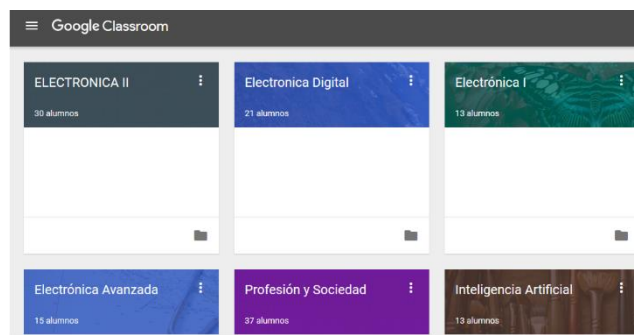 Google Classroom
ELECTRONICA II
30 alumnos
Electronica Digital
21 alumnos
Electrónica I
13 alumnos
Electrónica Avanzada
15 alumnos
Profesión y Sociedad
37 alumnos
Inteligencia Artificial
13 alumnos